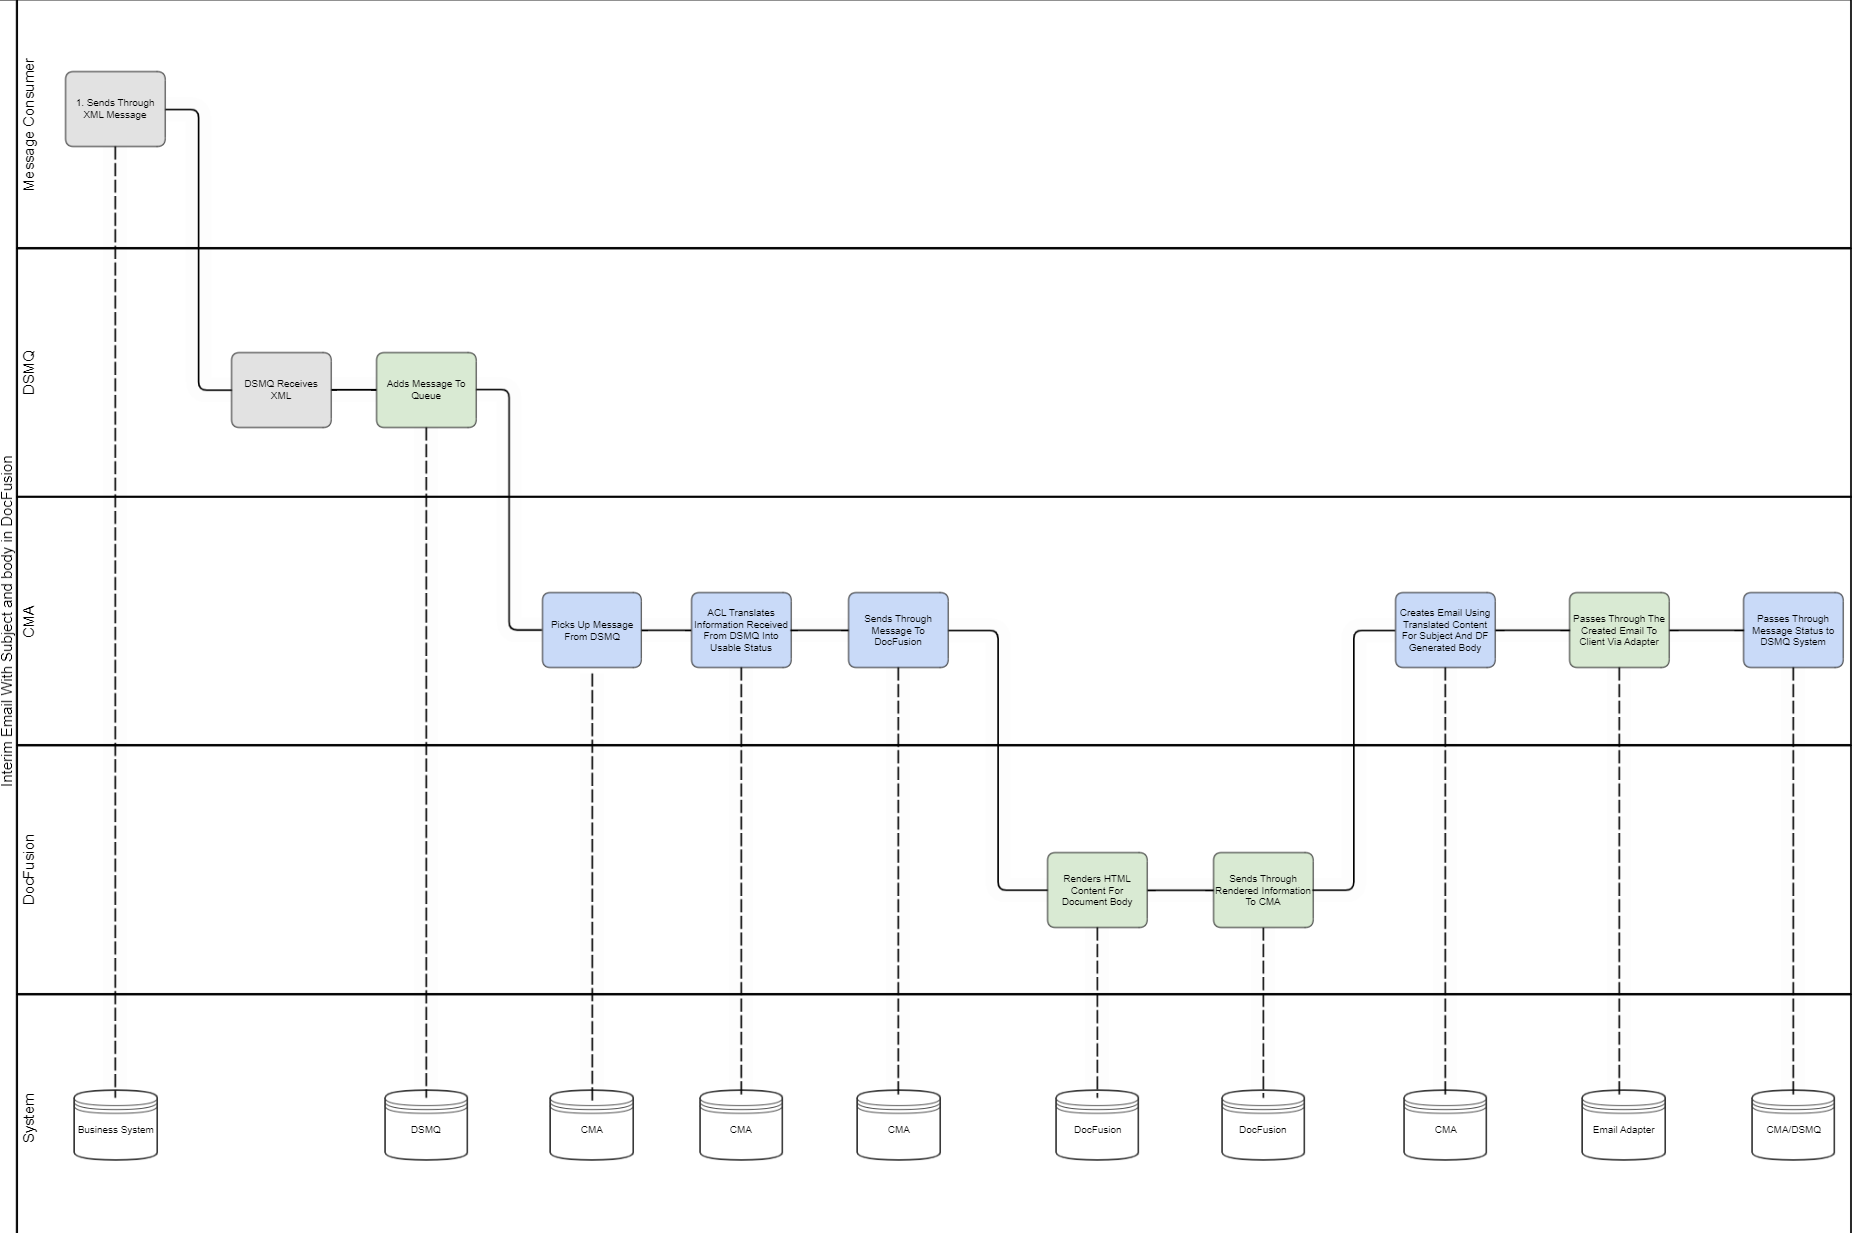 Interim Email With Subject and body in DocFusion
Message Consumer
1. Sends Through
XML Message
DSMQ
DSMQ Receives
XML
Adds Message To
Queue
CMA
Picks Up Message
From DSMQ
ACL Translates
Information Received
From DSMQ Into
Usable Status
Sends Through
Message To
DocFusion
Creates Email Using
Translated Content
For Subject And DF
Generated Body
Passes Through The
Created Email To
Client Via Adapter
Passes Through
Message Status to
DSMQ System
DocFusion
Renders HTML
Content For
Document Body
Sends Through
Rendered Information
To CMA
System
Business System
DSMQ
CMA
CMA
CMA
DocFusion
DocFusion
CMA
Email Adapter
CMA/DSMQ